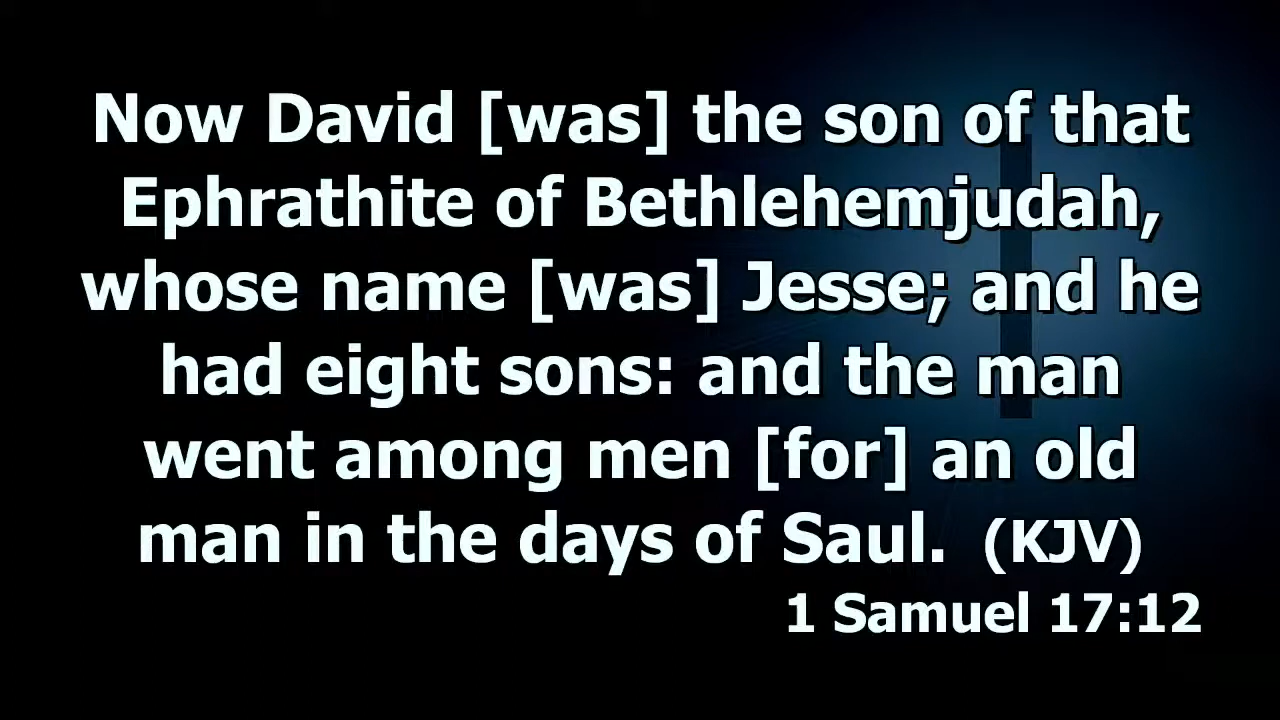 Now David [was] the son of that
Ephrathite of Bethlehemjudah,
whose name [was] Jesse; and he
had eight sons: and the man
went among men [for] an old
man in the days of Saul. (KJV)
1 Samuel 17:12